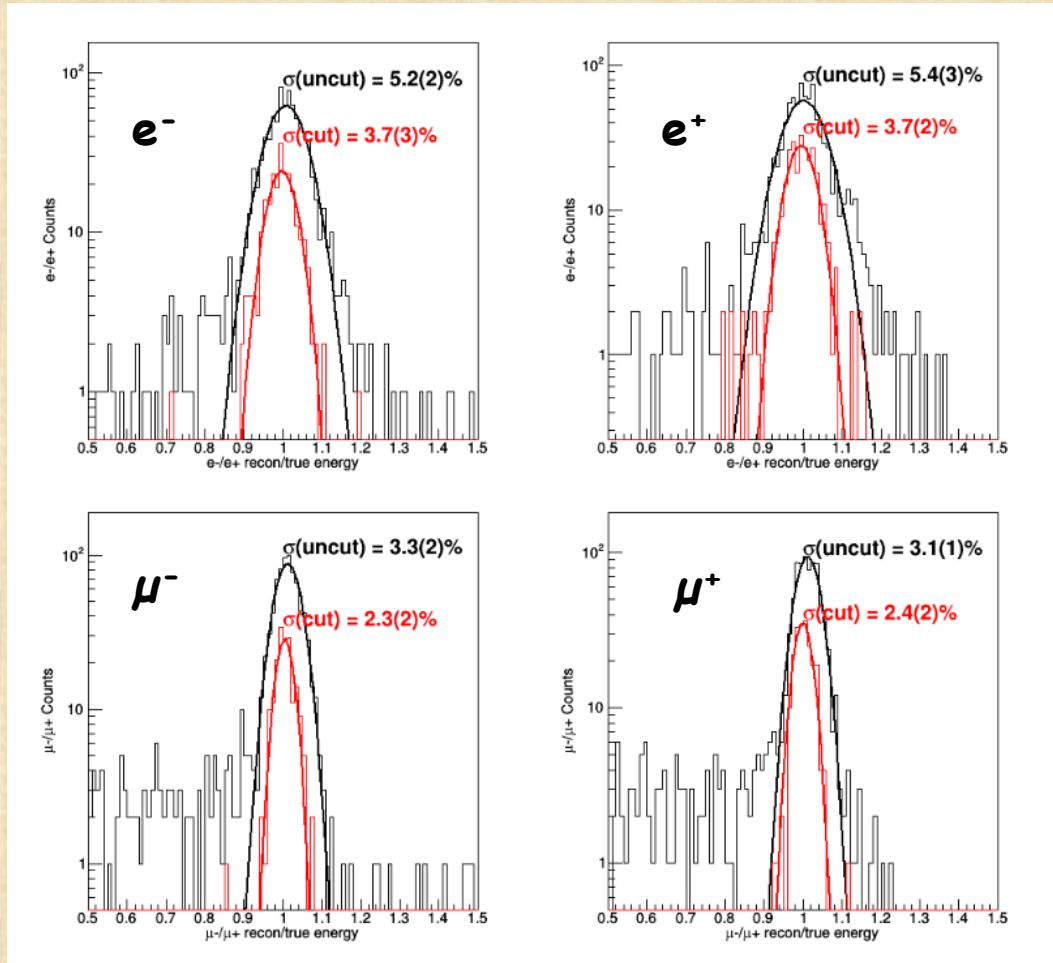 σ(uncut) = 5.2(2)%
e⁻
σ(cut) = 3.7(3)%
10²
10
1
e-/e+ Counts
0.5 0.6 0.7 0.8 0.9 1 1.1 1.2 1.3 1.4 1.5
e-/e+ recon/true energy
σ(uncut) = 5.4(3)%
e⁺
σ(cut) = 3.7(2)%
10²
10
1
e-/e+ Counts
0.5 0.6 0.7 0.8 0.9 1 1.1 1.2 1.3 1.4 1.5
e-/e+ recon/true energy
σ(uncut) = 3.3(2)%
μ⁻
σ(cut) = 2.3(2)%
10²
10
1
μ-/μ+ Counts
0.5 0.6 0.7 0.8 0.9 1 1.1 1.2 1.3 1.4 1.5
μ-/μ+ recon/true energy
σ(uncut) = 3.1(1)%
μ⁺
σ(cut) = 2.4(2)%
10²
10
1
μ-/μ+ Counts
0.5 0.6 0.7 0.8 0.9 1 1.1 1.2 1.3 1.4 1.5
μ-/μ+ recon/true energy